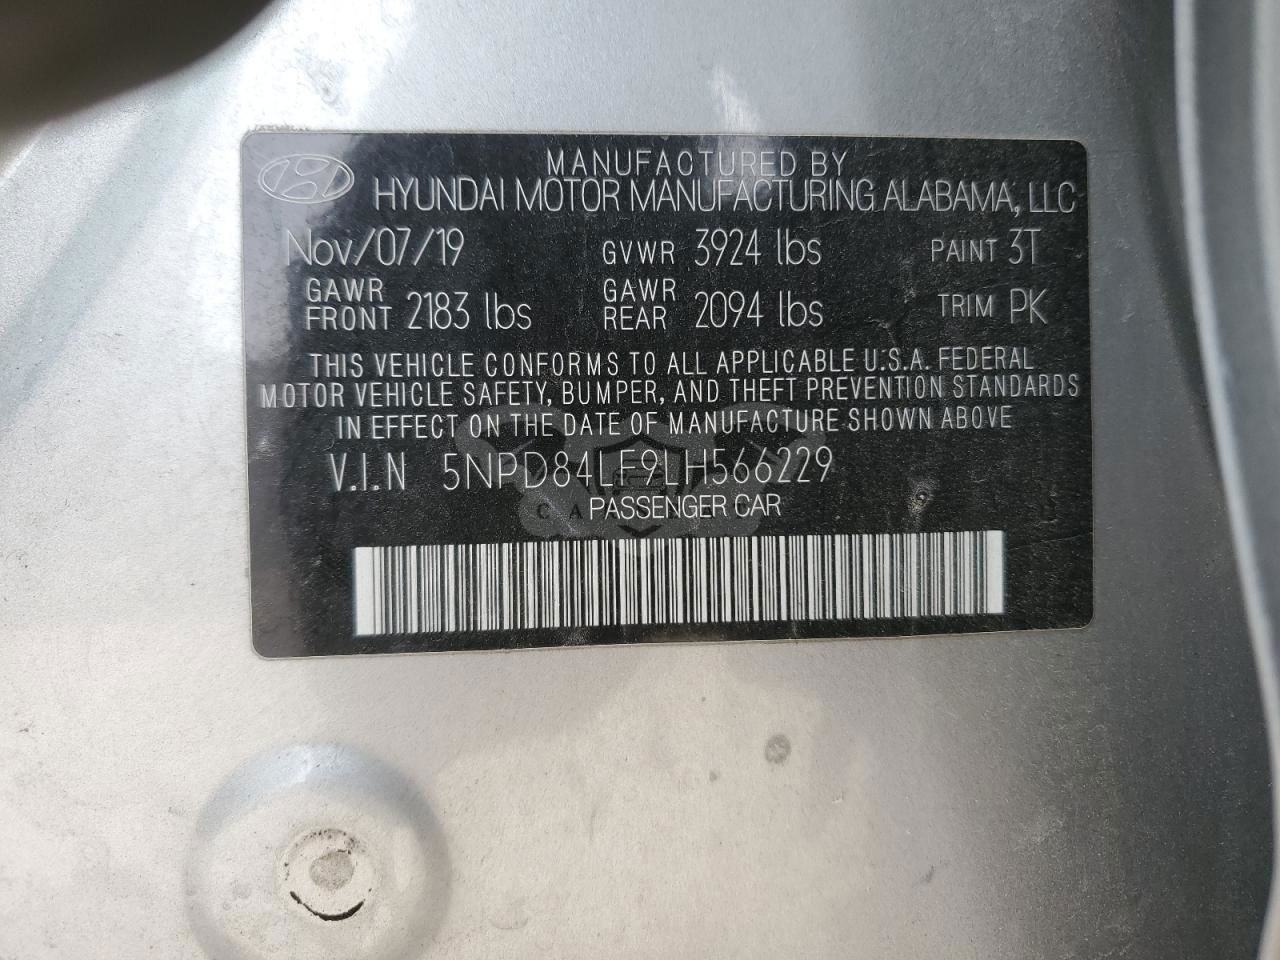 MANUFACTURED BY
HYUNDAI MOTOR MANUFACTURING ALABAMA, LLC
Nov/07/19 GVWR 3924 lbs PAINT 3T
GAWR FRONT 2183 lbs GAWR REAR 2094 lbs TRIM PK
THIS VEHICLE CONFORMS TO ALL APPLICABLE U.S.A. FEDERAL
MOTOR VEHICLE SAFETY, BUMPER, AND THEFT PREVENTION STANDARDS
IN EFFECT ON THE DATE OF MANUFACTURE SHOWN ABOVE
V.I.N 5NPD84LF9LH566229
PASSENGER CAR